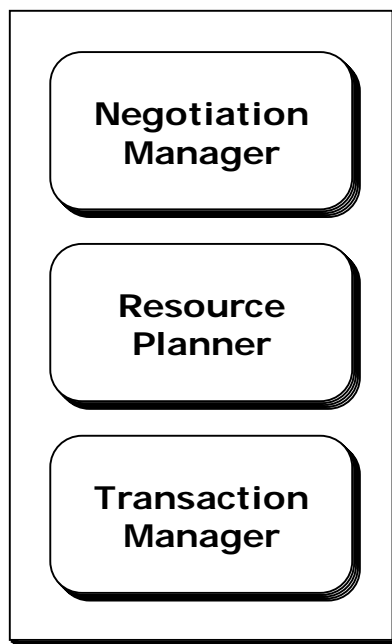 Negotiation
Manager
Resource
Planner
Transaction
Manager